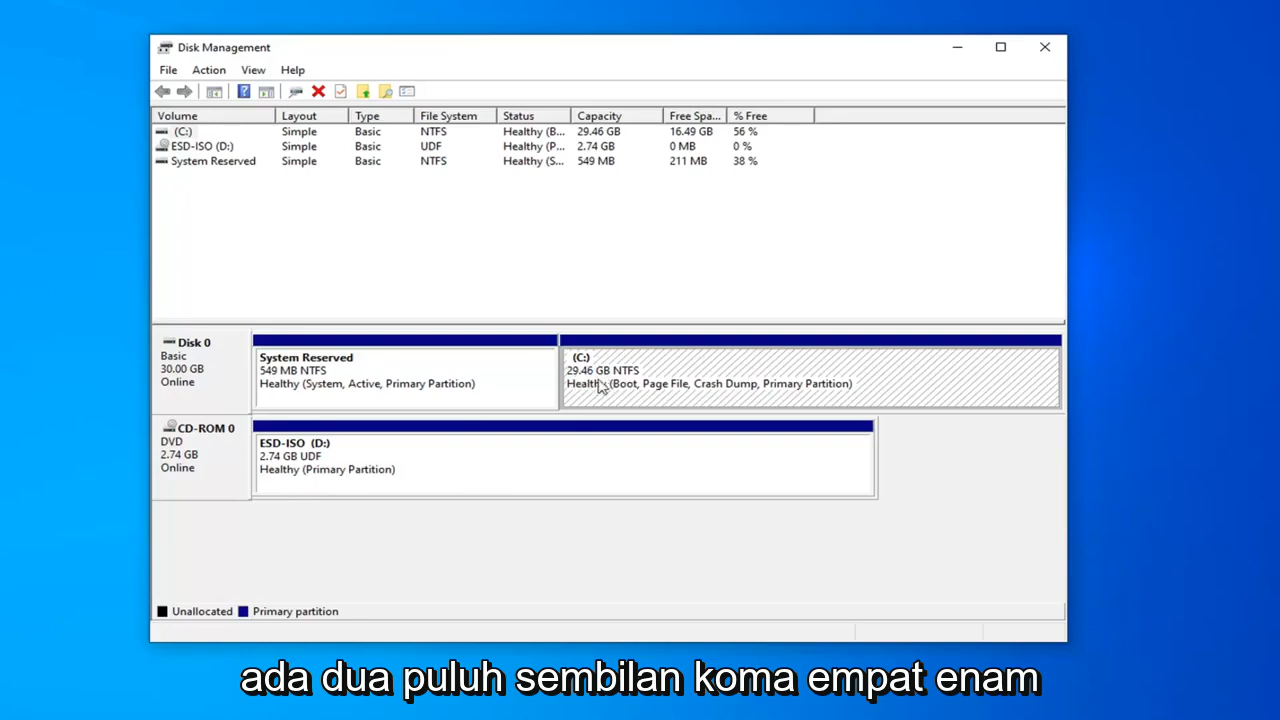 Disk Management
File Action View Help
Volume Layout Type File System Status Capacity Free Spa... % Free
(C:) Simple Basic NTFS Healthy (B... 29.46 GB 16.49 GB 56 %
ESD-ISO (D:) Simple Basic UDF Healthy (P... 2.74 GB 0 MB 0 %
System Reserved Simple Basic NTFS Healthy (S... 549 MB 211 MB 38 %
Disk 0
Basic
30.00 GB
Online
System Reserved
549 MB NTFS
Healthy (System, Active, Primary Partition)
(C:)
29.46 GB NTFS
Healthy (Boot, Page File, Crash Dump, Primary Partition)
CD-ROM 0
DVD
2.74 GB
Online
ESD-ISO (D:)
2.74 GB UDF
Healthy (Primary Partition)
Unallocated Primary partition
ada dua puluh sembilan koma empat enam